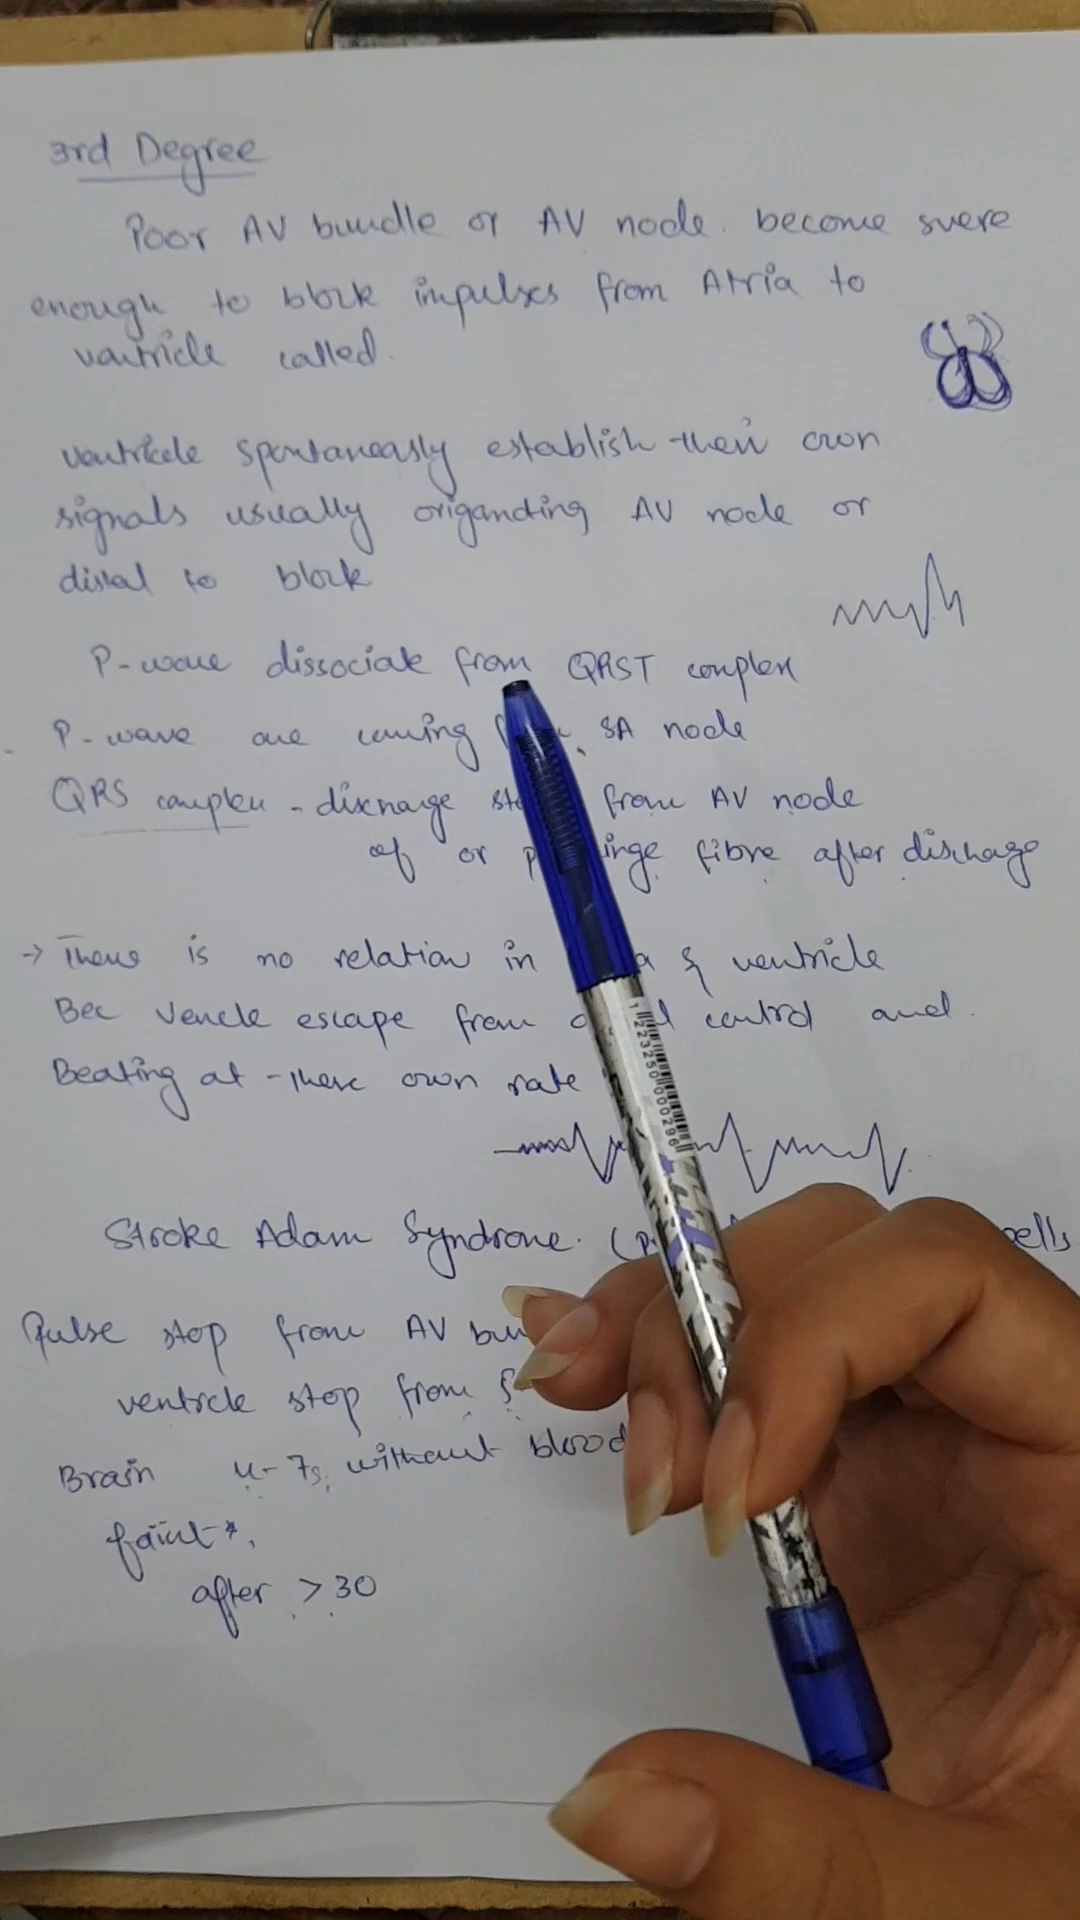 3rd Degree
Poor AV bundle or AV node. become svere
enough to block impulses from Atria to
ventricle called.
ventricle spontaneasly establish their own
signals usually origanating AV node or
distal to block
P-wave dissociate from QRST complex
P-wave are coming SA node
QRS complex - discharge from AV node
of or fibre after discharge
→ There is no relation in & ventricle
Bec escape from control and.
Beating at there own rate
Stroke Adam Syndrone. (
Pulse stop from AV
ventricle stop from
Brain 4-7s, without blood
faint*,
after > 30
1223250000296